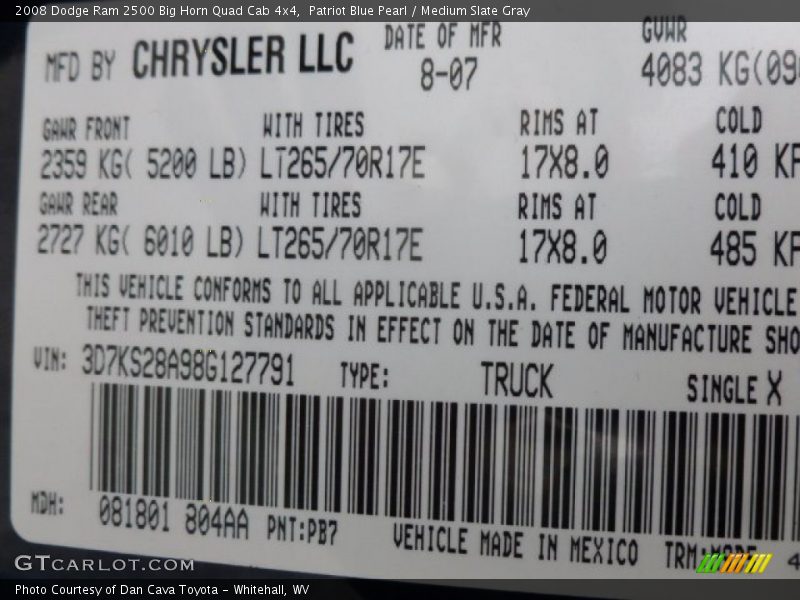 2008 Dodge Ram 2500 Big Horn Quad Cab 4x4, Patriot Blue Pearl / Medium Slate Gray
MFD BY CHRYSLER LLC DATE OF MFR GVWR
8-07 4083 KG(09
GAWR FRONT WITH TIRES RIMS AT COLD
2359 KG( 5200 LB) LT265/70R17E 17X8.0 410 KP
GAWR REAR WITH TIRES RIMS AT COLD
2727 KG( 6010 LB) LT265/70R17E 17X8.0 485 KP
THIS VEHICLE CONFORMS TO ALL APPLICABLE U.S.A. FEDERAL MOTOR VEHICLE
THEFT PREVENTION STANDARDS IN EFFECT ON THE DATE OF MANUFACTURE SHO
VIN: 3D7KS28A98G127791 TYPE: TRUCK SINGLE X
MDH: 081801 804AA PNT:PB7 VEHICLE MADE IN MEXICO TRM:
GTCARLOT.COM
Photo Courtesy of Dan Cava Toyota - Whitehall, WV